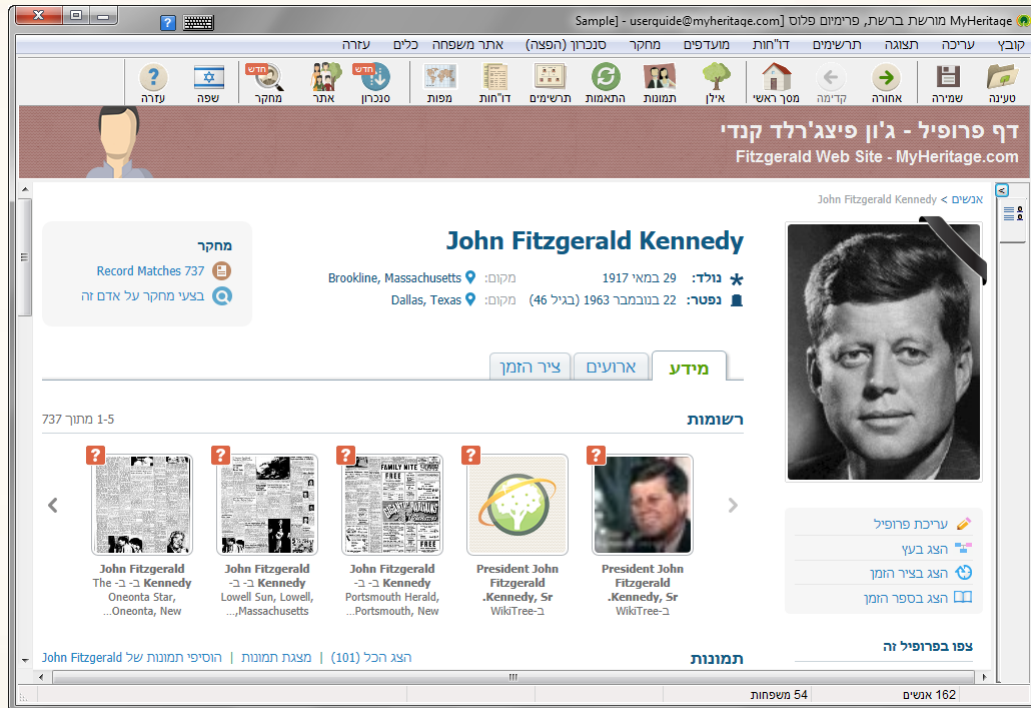 MyHeritage מורשת ברשת, פרימיום פלוס [Sample] - userquide@myheritage.com
קובץ עריכה תצוגה תרשימים דו"חות מועדפים מחקר סנכרון (הפצה) אתר משפחה כלים עזרה
טעינה שמירה אחורה קדימה מסך ראשי אילן תמונות התאמות תרשימים דו"חות מפות סנכרון אתר מחקר שפה עזרה
חדש חדש
דף פרופיל - ג'ון פיצג'רלד קנדי
Fitzgerald Web Site - MyHeritage.com
אנשים > John Fitzgerald Kennedy
John Fitzgerald Kennedy
נולד: 29 במאי 1917 מקום: Brookline, Massachusetts
נפטר: 22 בנובמבר 1963 (בגיל 46) מקום: Dallas, Texas
מחקר
Record Matches 737
בצעי מחקר על אדם זה
מידע ארועים ציר הזמן
רשומות 1-5 מתוך 737
President John
Fitzgerald
Kennedy, Sr.
ב-WikiTree
President John
Fitzgerald
Kennedy, Sr.
ב-WikiTree
John Fitzgerald
Kennedy ב- ב-
Portsmouth Herald,
Portsmouth, New...
John Fitzgerald
Kennedy ב- ב-
Lowell Sun, Lowell,
Massachusetts,...
John Fitzgerald
Kennedy ב- ב- The
Oneonta Star,
Oneonta, New...
FAMILY NITE
FREE
עריכת פרופיל
הצג בעץ
הצג בציר הזמן
הצג בספר הזמן
צפו בפרופיל זה
תמונות
הצג הכל (101) | מצגת תמונות | הוסיפי תמונות של John Fitzgerald
162 אנשים 54 משפחות